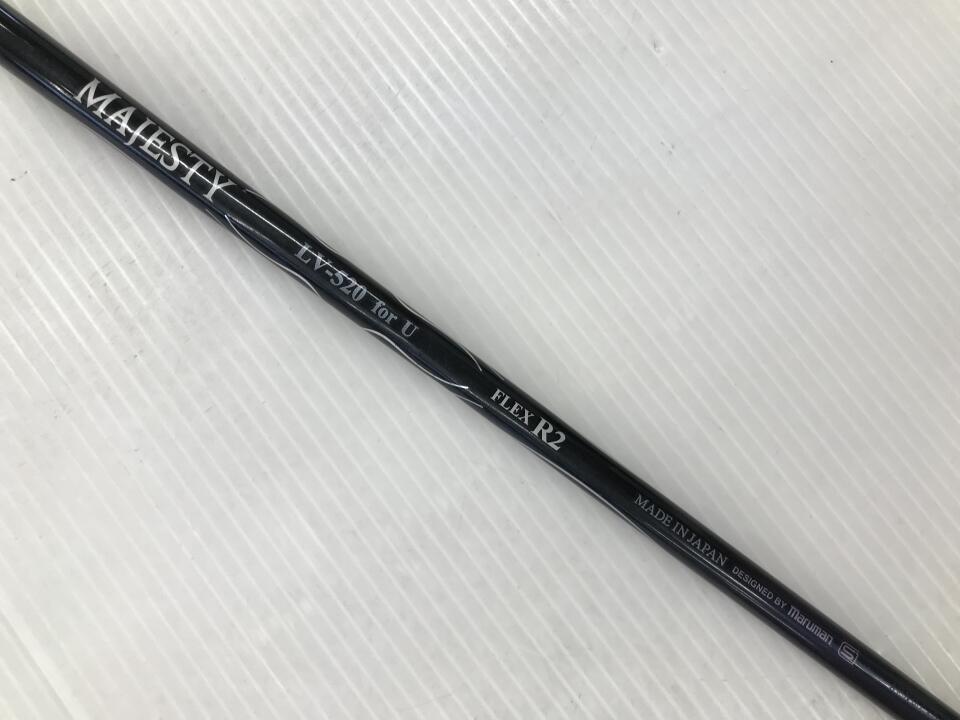 MAJESTY
LV-520 for U
FLEX R2
MADE IN JAPAN
DESIGNED BY maruman
S